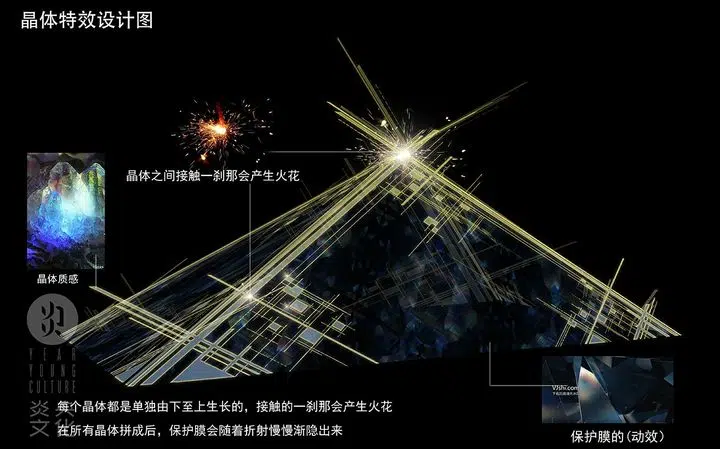 晶体特效设计图
晶体之间接触一刹那会产生火花
晶体质感
YEAR
YOUNG
CULTURE
焱炎
文化
每个晶体都是单独由下至上生长的，接触的一刹那会产生火花
在所有晶体拼成后，保护膜会随着折射慢慢渐隐出来
VJshi.com
保护膜的(动效)